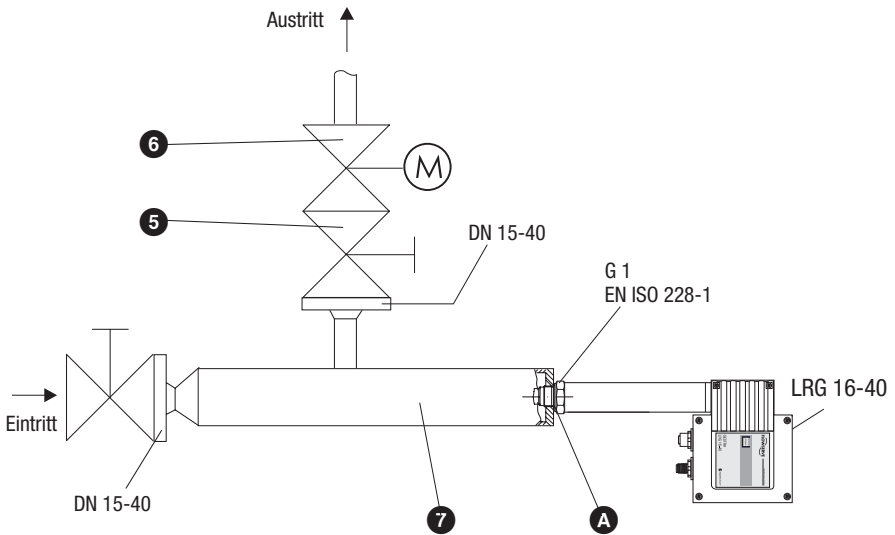 Austritt
6
M
5
DN 15-40
G 1
EN ISO 228-1
LRG 16-40
Eintritt
DN 15-40
7
A